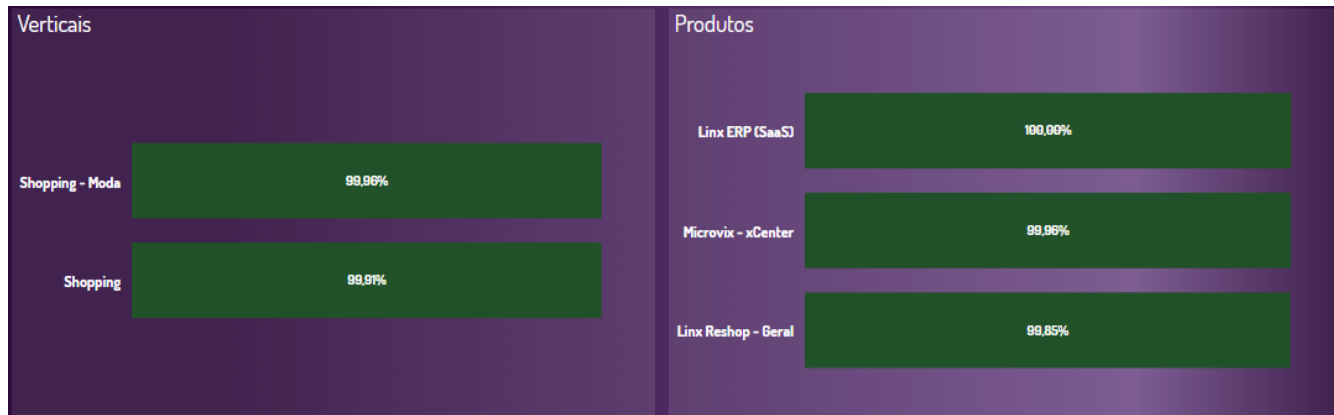 Verticais
Shopping - Moda
99,96%
Shopping
99,91%
Produtos
Linx ERP (SaaS)
100,00%
Microvix - xCenter
99,96%
Linx Reshop - Geral
99,85%